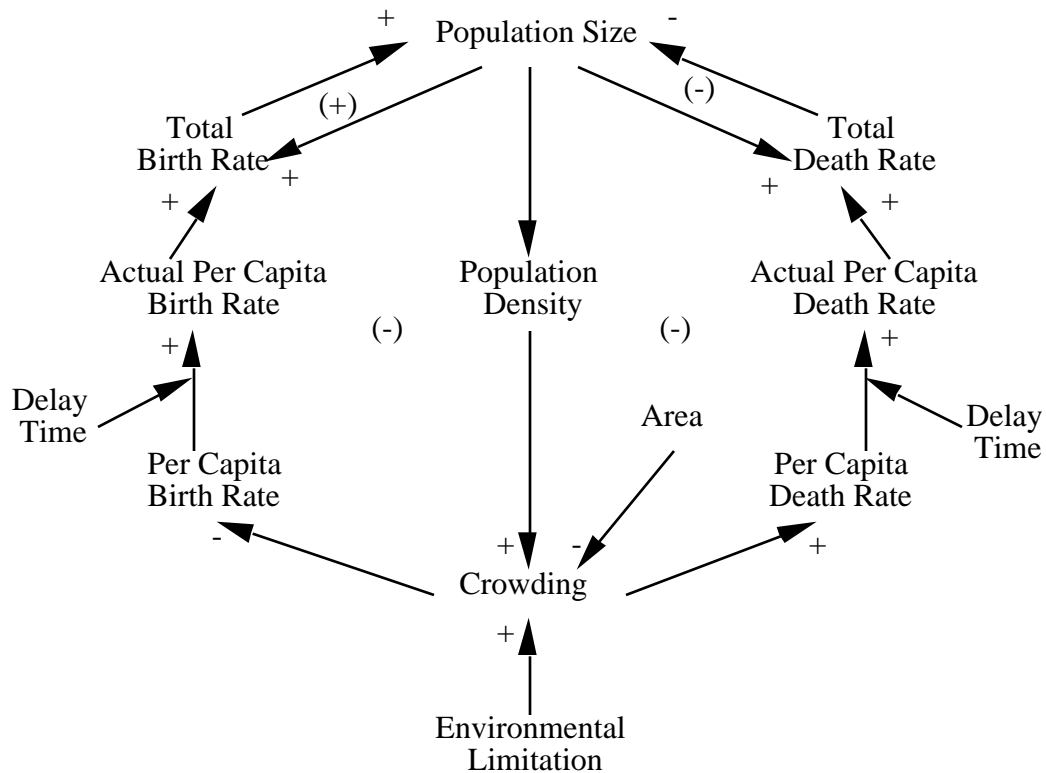 + Population Size -
(+) (-)
Total
Birth Rate
Total
Death Rate
+ +
+ +
Actual Per Capita
Birth Rate
Population
Density
Actual Per Capita
Death Rate
+ (-) (-) +
Delay
Time
Area
Delay
Time
Per Capita
Birth Rate
Per Capita
Death Rate
- + - +
Crowding
+
Environmental
Limitation